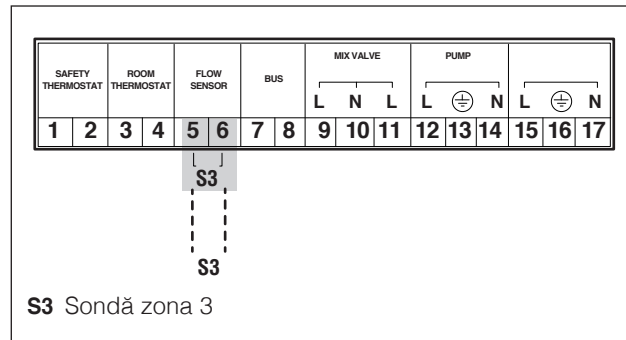 SAFETY THERMOSTAT ROOM THERMOSTAT FLOW SENSOR BUS MIX VALVE PUMP
L N L L N L N
1 2 3 4 5 6 7 8 9 10 11 12 13 14 15 16 17
S3
S3
S3 Sondă zona 3